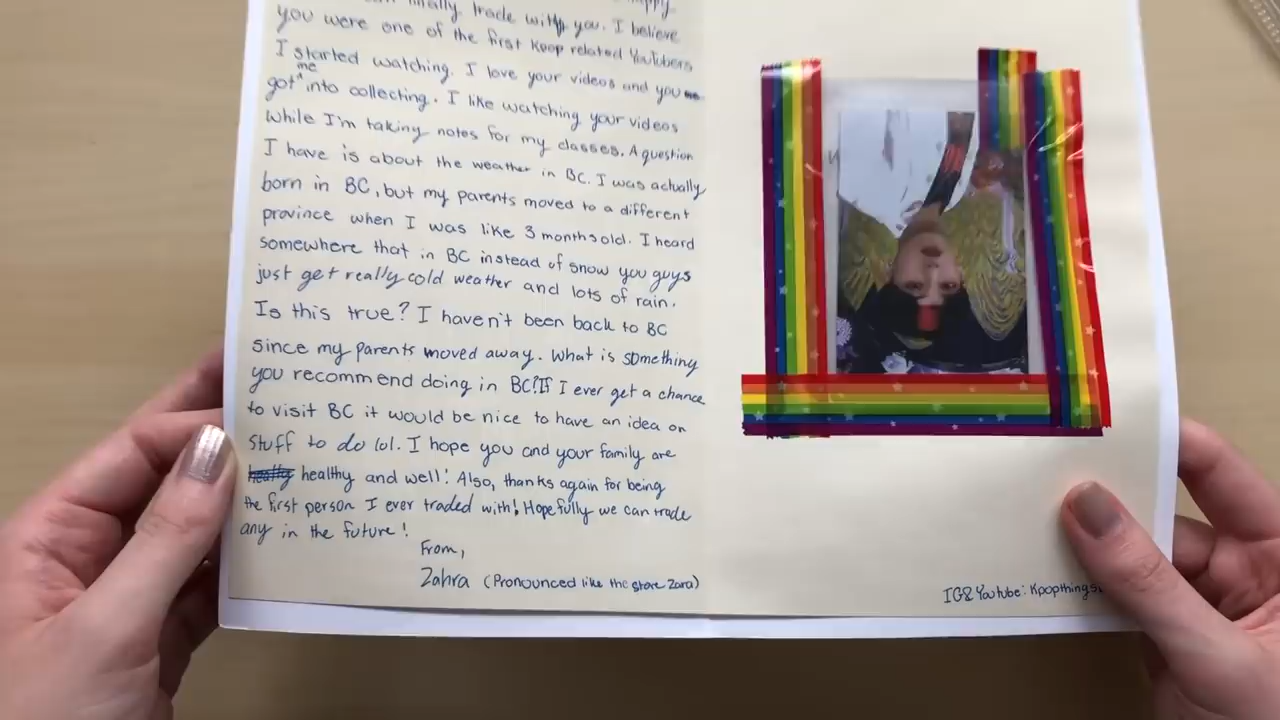 finally trade with you. I believe
you were one of the first Kpop related YouTubers
I started watching. I love your videos and you
got me into collecting. I like watching your videos
while I'm taking notes for my classes. A question
I have is about the weather in BC. I was actually
born in BC, but my parents moved to a different
province when I was like 3 months old. I heard
somewhere that in BC instead of snow you guys
just get really cold weather and lots of rain.
Is this true? I haven't been back to BC
since my parents moved away. What is something
you recommend doing in BC? If I ever get a chance
to visit BC it would be nice to have an idea on
stuff to do lol. I hope you and your family are
healthy and well! Also, thanks again for being
the first person I ever traded with! Hopefully we can trade
any in the future!
From,
Zahra (Pronounced like the store Zara)
IG & Youtube: Kpopthings